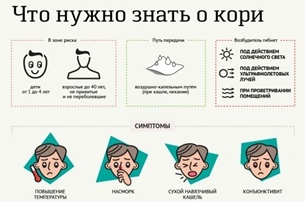 Что нужно знать о кори
В зоне риска
Путь передачи
Возбудитель гибнет
дети
от 1 до 4 лет
взрослые до 40 лет,
не привитые
и не переболевшие
воздушно-капельным путём
(при кашле, чихании)
ПОД ДЕЙСТВИЕМ
СОЛНЕЧНОГО СВЕТА
ПОД ДЕЙСТВИЕМ
УЛЬТРАФИОЛЕТОВЫХ
ЛУЧЕЙ
ПРИ ПРОВЕТРИВАНИИ
ПОМЕЩЕНИЙ
СИМПТОМЫ
ПОВЫШЕНИЕ
ТЕМПЕРАТУРЫ
НАСМОРК
СУХОЙ НАВЯЗЧИВЫЙ
КАШЕЛЬ
КОНЪЮНКТИВИТ